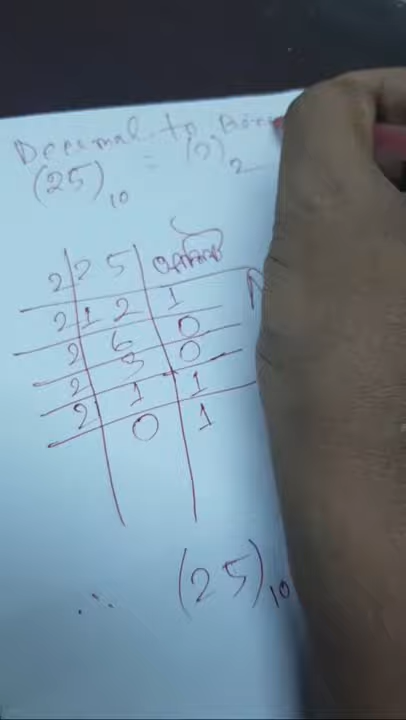 Decimal to
(25)₁₀ = (?)₂
2 25
2 12 1
2 6 0
2 3 0
2 1 1
2 0 1
∴ (25)₁₀